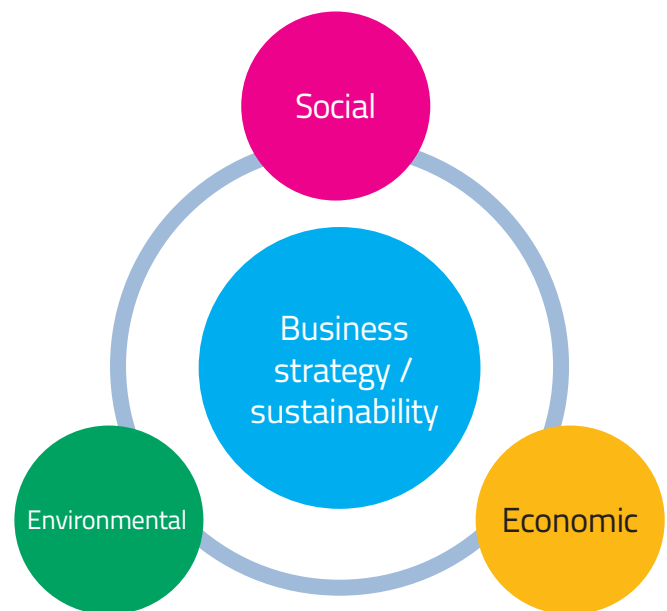 Social
Business
strategy /
sustainability
Environmental
Economic